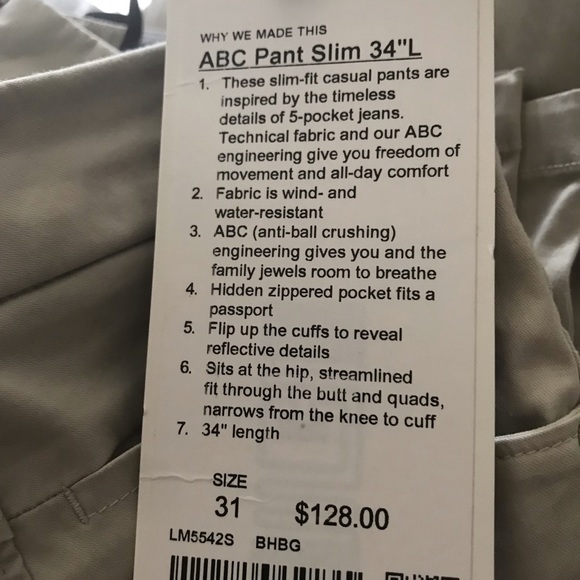 WHY WE MADE THIS
ABC Pant Slim 34"L
1. These slim-fit casual pants are
inspired by the timeless
details of 5-pocket jeans.
Technical fabric and our ABC
engineering give you freedom of
movement and all-day comfort
2. Fabric is wind- and
water-resistant
3. ABC (anti-ball crushing)
engineering gives you and the
family jewels room to breathe
4. Hidden zippered pocket fits a
passport
5. Flip up the cuffs to reveal
reflective details
6. Sits at the hip, streamlined
fit through the butt and quads,
narrows from the knee to cuff
7. 34" length
SIZE
31 $128.00
LM5542S BHBG